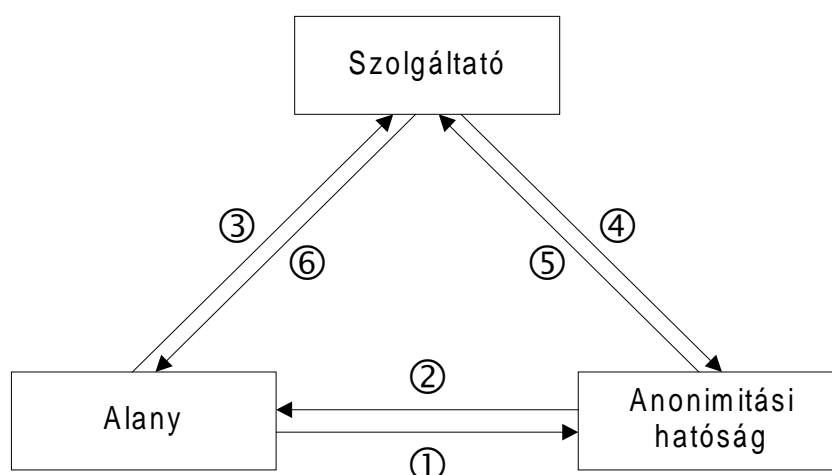 Szolgáltató
③
④
⑥
⑤
②
Alany
Anonimitási
hatóság
①